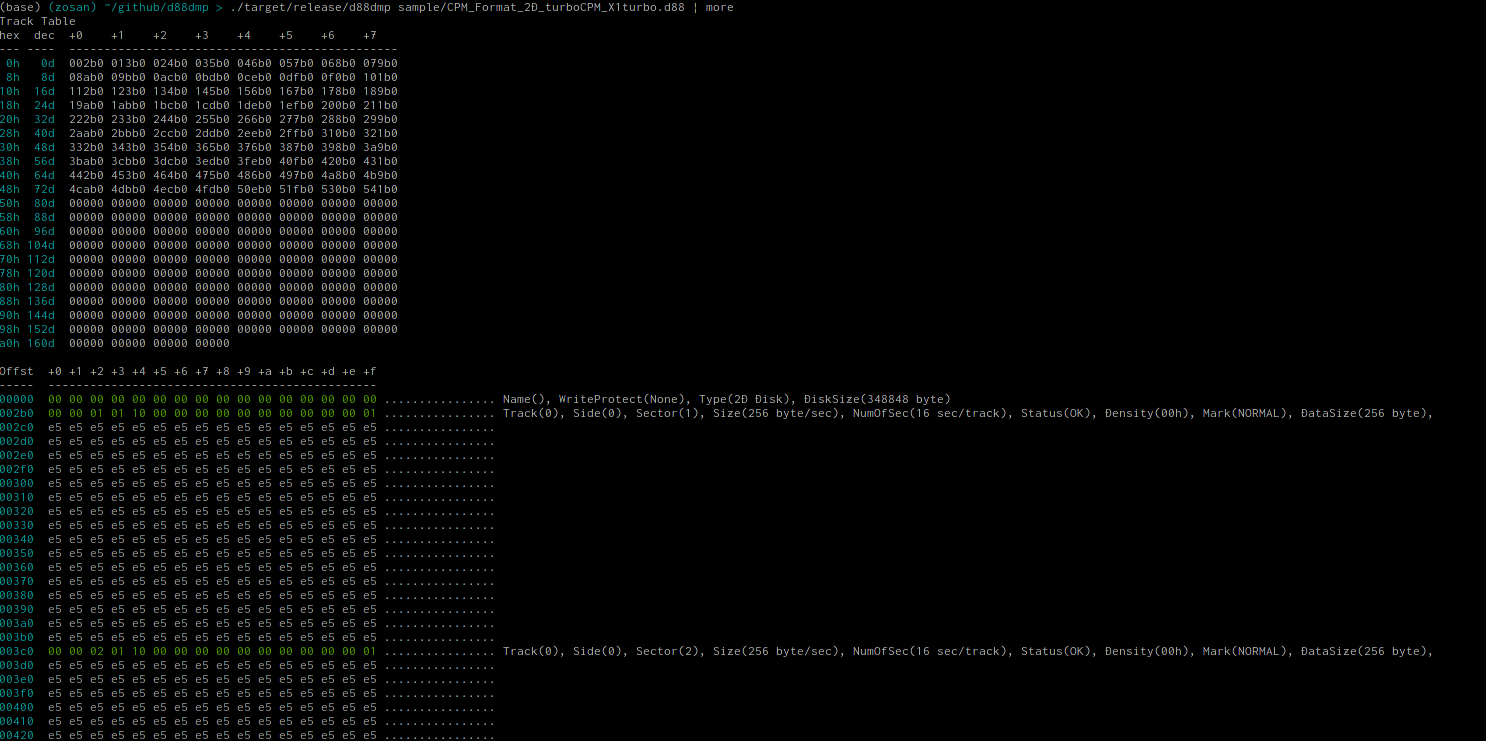 (base) (zosan) ~/github/d88dmp > ./target/release/d88dmp sample/CPM_Format_2D_turboCPM_X1turbo.d88 | more
Track Table
hex  dec  +0    +1    +2    +3    +4    +5    +6    +7
--- ----  -----------------------------------------------
 0h   0d  002b0 013b0 024b0 035b0 046b0 057b0 068b0 079b0
 8h   8d  08ab0 09bb0 0acb0 0bdb0 0ceb0 0dfb0 0f0b0 101b0
10h  16d  112b0 123b0 134b0 145b0 156b0 167b0 178b0 189b0
18h  24d  19ab0 1abb0 1bcb0 1cdb0 1deb0 1efb0 200b0 211b0
20h  32d  222b0 233b0 244b0 255b0 266b0 277b0 288b0 299b0
28h  40d  2aab0 2bbb0 2ccb0 2ddb0 2eeb0 2ffb0 310b0 321b0
30h  48d  332b0 343b0 354b0 365b0 376b0 387b0 398b0 3a9b0
38h  56d  3bab0 3cbb0 3dcb0 3edb0 3feb0 40fb0 420b0 431b0
40h  64d  442b0 453b0 464b0 475b0 486b0 497b0 4a8b0 4b9b0
48h  72d  4cab0 4dbb0 4ecb0 4fdb0 50eb0 51fb0 530b0 541b0
50h  80d  00000 00000 00000 00000 00000 00000 00000 00000
58h  88d  00000 00000 00000 00000 00000 00000 00000 00000
60h  96d  00000 00000 00000 00000 00000 00000 00000 00000
68h 104d  00000 00000 00000 00000 00000 00000 00000 00000
70h 112d  00000 00000 00000 00000 00000 00000 00000 00000
78h 120d  00000 00000 00000 00000 00000 00000 00000 00000
80h 128d  00000 00000 00000 00000 00000 00000 00000 00000
88h 136d  00000 00000 00000 00000 00000 00000 00000 00000
90h 144d  00000 00000 00000 00000 00000 00000 00000 00000
98h 152d  00000 00000 00000 00000 00000 00000 00000 00000
a0h 160d  00000 00000 00000 00000
Offst  +0 +1 +2 +3 +4 +5 +6 +7 +8 +9 +a +b +c +d +e +f
-----  -----------------------------------------------
00000  00 00 00 00 00 00 00 00 00 00 00 00 00 00 00 00 ................ Name(), WriteProtect(None), Type(2D Disk), DiskSize(348848 byte)
002b0  00 00 01 01 10 00 00 00 00 00 00 00 00 00 00 01 ................ Track(0), Side(0), Sector(1), Size(256 byte/sec), NumOfSec(16 sec/track), Status(OK), Density(00h), Mark(NORMAL), DataSize(256 byte),
002c0  e5 e5 e5 e5 e5 e5 e5 e5 e5 e5 e5 e5 e5 e5 e5 e5 ................
002d0  e5 e5 e5 e5 e5 e5 e5 e5 e5 e5 e5 e5 e5 e5 e5 e5 ................
002e0  e5 e5 e5 e5 e5 e5 e5 e5 e5 e5 e5 e5 e5 e5 e5 e5 ................
002f0  e5 e5 e5 e5 e5 e5 e5 e5 e5 e5 e5 e5 e5 e5 e5 e5 ................
00300  e5 e5 e5 e5 e5 e5 e5 e5 e5 e5 e5 e5 e5 e5 e5 e5 ................
00310  e5 e5 e5 e5 e5 e5 e5 e5 e5 e5 e5 e5 e5 e5 e5 e5 ................
00320  e5 e5 e5 e5 e5 e5 e5 e5 e5 e5 e5 e5 e5 e5 e5 e5 ................
00330  e5 e5 e5 e5 e5 e5 e5 e5 e5 e5 e5 e5 e5 e5 e5 e5 ................
00340  e5 e5 e5 e5 e5 e5 e5 e5 e5 e5 e5 e5 e5 e5 e5 e5 ................
00350  e5 e5 e5 e5 e5 e5 e5 e5 e5 e5 e5 e5 e5 e5 e5 e5 ................
00360  e5 e5 e5 e5 e5 e5 e5 e5 e5 e5 e5 e5 e5 e5 e5 e5 ................
00370  e5 e5 e5 e5 e5 e5 e5 e5 e5 e5 e5 e5 e5 e5 e5 e5 ................
00380  e5 e5 e5 e5 e5 e5 e5 e5 e5 e5 e5 e5 e5 e5 e5 e5 ................
00390  e5 e5 e5 e5 e5 e5 e5 e5 e5 e5 e5 e5 e5 e5 e5 e5 ................
003a0  e5 e5 e5 e5 e5 e5 e5 e5 e5 e5 e5 e5 e5 e5 e5 e5 ................
003b0  e5 e5 e5 e5 e5 e5 e5 e5 e5 e5 e5 e5 e5 e5 e5 e5 ................
003c0  00 00 02 01 10 00 00 00 00 00 00 00 00 00 00 01 ................ Track(0), Side(0), Sector(2), Size(256 byte/sec), NumOfSec(16 sec/track), Status(OK), Density(00h), Mark(NORMAL), DataSize(256 byte),
003d0  e5 e5 e5 e5 e5 e5 e5 e5 e5 e5 e5 e5 e5 e5 e5 e5 ................
003e0  e5 e5 e5 e5 e5 e5 e5 e5 e5 e5 e5 e5 e5 e5 e5 e5 ................
003f0  e5 e5 e5 e5 e5 e5 e5 e5 e5 e5 e5 e5 e5 e5 e5 e5 ................
00400  e5 e5 e5 e5 e5 e5 e5 e5 e5 e5 e5 e5 e5 e5 e5 e5 ................
00410  e5 e5 e5 e5 e5 e5 e5 e5 e5 e5 e5 e5 e5 e5 e5 e5 ................
00420  e5 e5 e5 e5 e5 e5 e5 e5 e5 e5 e5 e5 e5 e5 e5 e5 ................